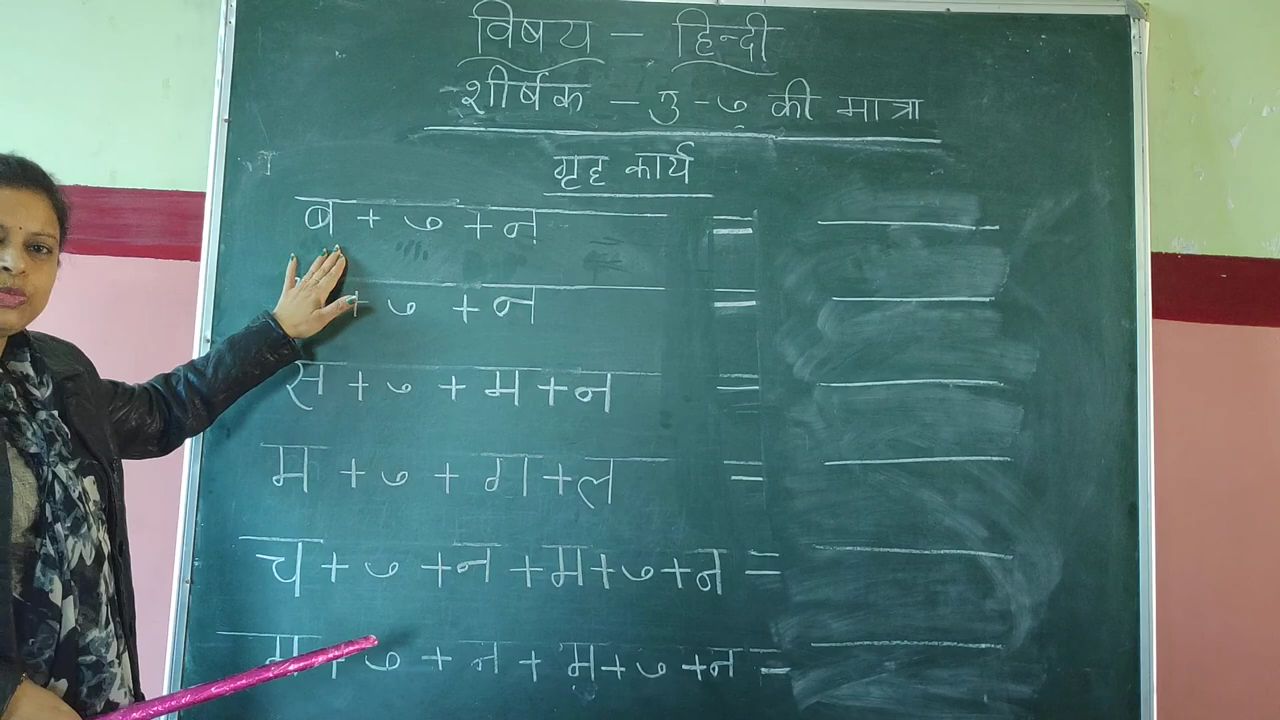 विषय – हिन्दी
शीर्षक – उ - ु की मात्रा
गृह कार्य
ब + ु + न =
+ ु + न =
स + ु + म + न =
म + ु + ग + ल =
च + ु + न + म + ु + न =
+ ु + न + म + ु + न =